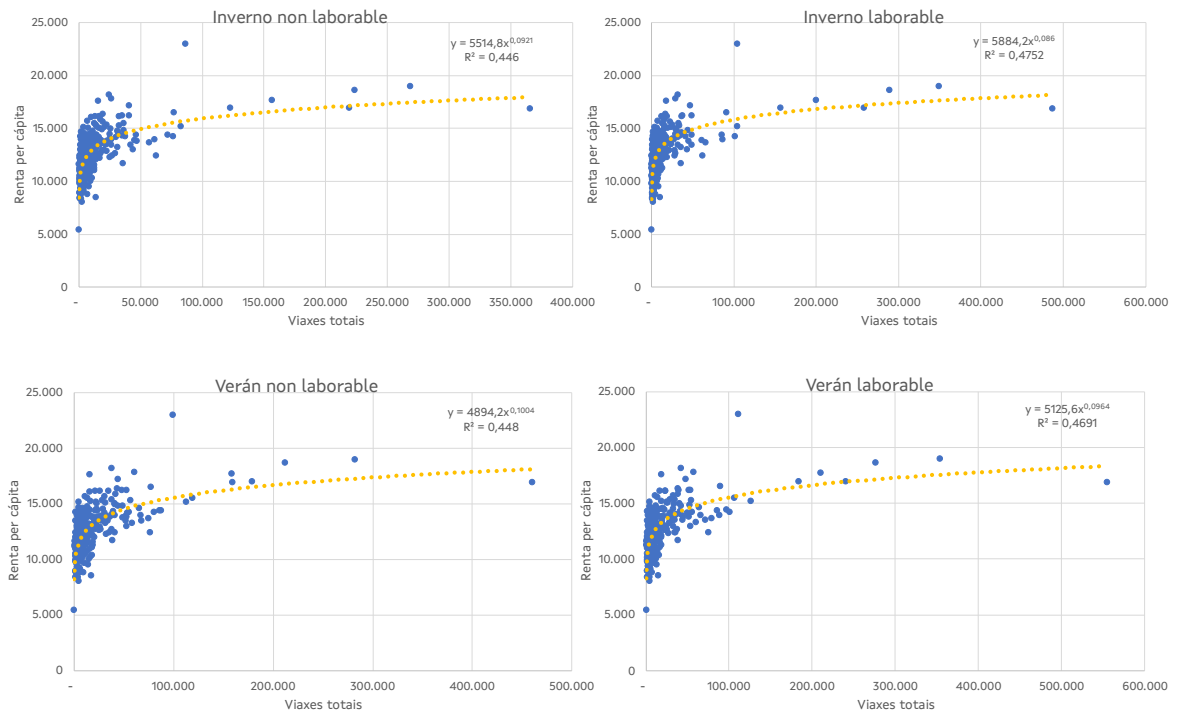 Inverno non laborable
y = 5514,8x^0,0921
R² = 0,446
25.000
20.000
15.000
10.000
5.000
0
Renta per cápita
- 50.000 100.000 150.000 200.000 250.000 300.000 350.000 400.000
Viaxes totais
Inverno laborable
y = 5884,2x^0,086
R² = 0,4752
25.000
20.000
15.000
10.000
5.000
0
Renta per cápita
- 100.000 200.000 300.000 400.000 500.000 600.000
Viaxes totais
Verán non laborable
y = 4894,2x^0,1004
R² = 0,448
25.000
20.000
15.000
10.000
5.000
0
Renta per cápita
- 100.000 200.000 300.000 400.000 500.000
Viaxes totais
Verán laborable
y = 5125,6x^0,0964
R² = 0,4691
25.000
20.000
15.000
10.000
5.000
0
Renta per cápita
- 100.000 200.000 300.000 400.000 500.000 600.000
Viaxes totais